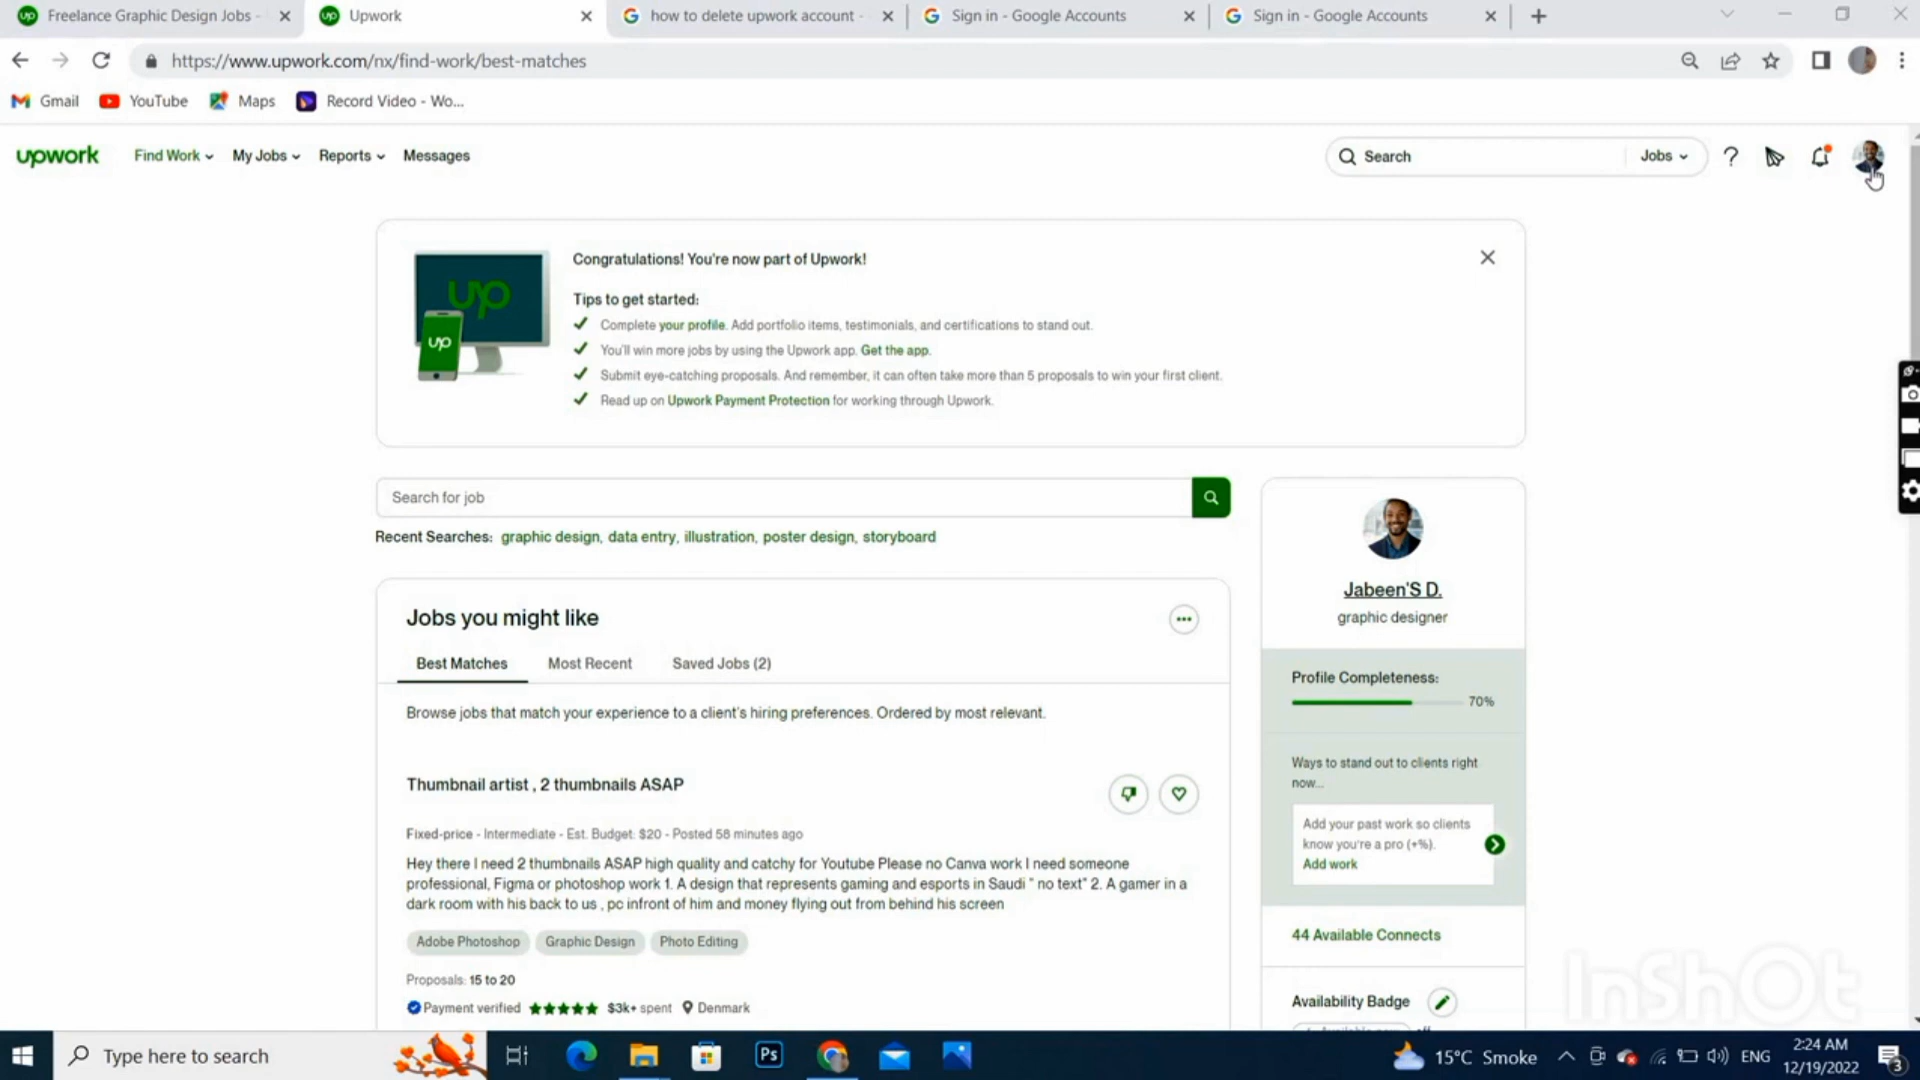 Freelance Graphic Design Jobs -
Upwork
how to delete upwork account -
Sign in - Google Accounts
Sign in - Google Accounts
https://www.upwork.com/nx/find-work/best-matches
Gmail
YouTube
Maps
Record Video - Wo...
upwork
Find Work
My Jobs
Reports
Messages
Search
Jobs
Congratulations! You're now part of Upwork!
Tips to get started:
Complete your profile. Add portfolio items, testimonials, and certifications to stand out.
You'll win more jobs by using the Upwork app. Get the app.
Submit eye-catching proposals. And remember, it can often take more than 5 proposals to win your first client.
Read up on Upwork Payment Protection for working through Upwork.
up
up
Search for job
Recent Searches: graphic design, data entry, illustration, poster design, storyboard
Jobs you might like
Best Matches
Most Recent
Saved Jobs (2)
Browse jobs that match your experience to a client's hiring preferences. Ordered by most relevant.
Thumbnail artist , 2 thumbnails ASAP
Fixed-price - Intermediate - Est. Budget: $20 - Posted 58 minutes ago
Hey there I need 2 thumbnails ASAP high quality and catchy for Youtube Please no Canva work I need someone
professional, Figma or photoshop work 1. A design that represents gaming and esports in Saudi " no text" 2. A gamer in a
dark room with his back to us , pc infront of him and money flying out from behind his screen
Adobe Photoshop
Graphic Design
Photo Editing
Proposals: 15 to 20
Payment verified
$3k+ spent
Denmark
Jabeen'S D.
graphic designer
Profile Completeness:
70%
Ways to stand out to clients right
now...
Add your past work so clients
know you're a pro (+%).
Add work
44 Available Connects
Availability Badge
off
InShOt
Type here to search
Ps
15°C Smoke
ENG
2:24 AM
12/19/2022
3